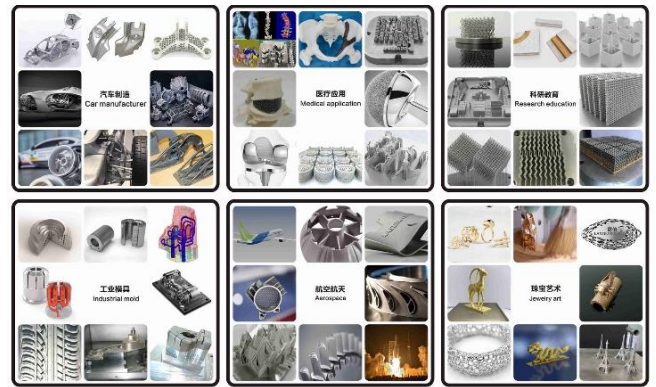 汽车制造
Car manufacturer
医疗应用
Medical application
科研教育
Research education
工业模具
Industrial mold
航空航天
Aerospace
珠宝艺术
Jewelry art